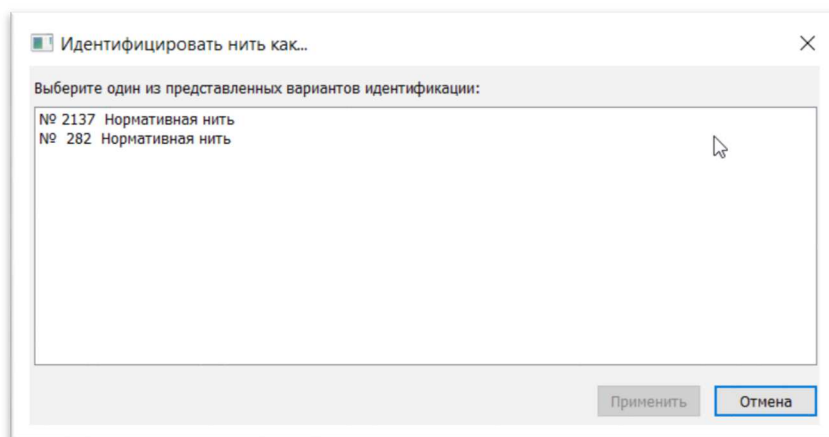 Идентифицировать нить как...
Выберите один из представленных вариантов идентификации:
№ 2137 Нормативная нить
№ 282 Нормативная нить
Применить Отмена